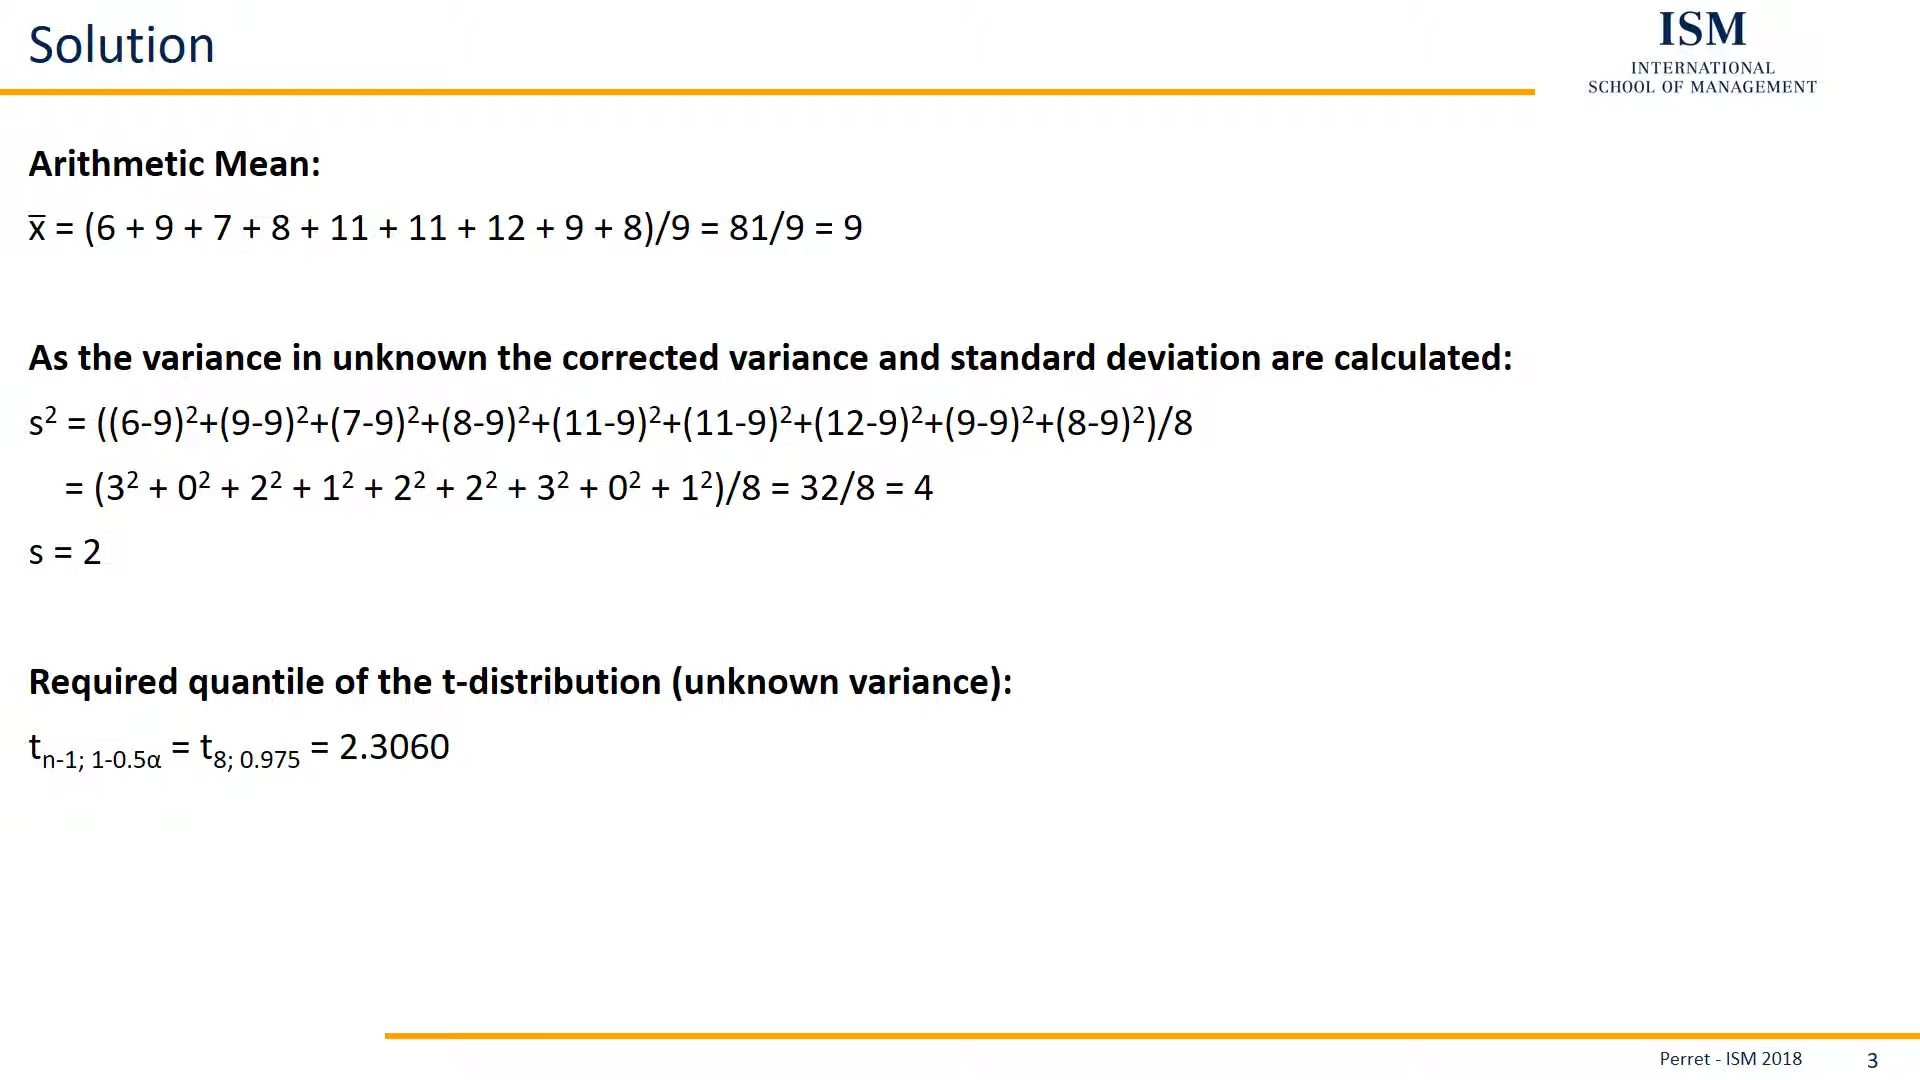 Solution
ISM
INTERNATIONAL
SCHOOL OF MANAGEMENT
Arithmetic Mean:
x̅ = (6 + 9 + 7 + 8 + 11 + 11 + 12 + 9 + 8)/9 = 81/9 = 9
As the variance in unknown the corrected variance and standard deviation are calculated:
s² = ((6-9)²+(9-9)²+(7-9)²+(8-9)²+(11-9)²+(11-9)²+(12-9)²+(9-9)²+(8-9)²)/8
= (3² + 0² + 2² + 1² + 2² + 2² + 3² + 0² + 1²)/8 = 32/8 = 4
s = 2
Required quantile of the t-distribution (unknown variance):
t n-1; 1-0.5α = t 8; 0.975 = 2.3060
Perret - ISM 2018 3